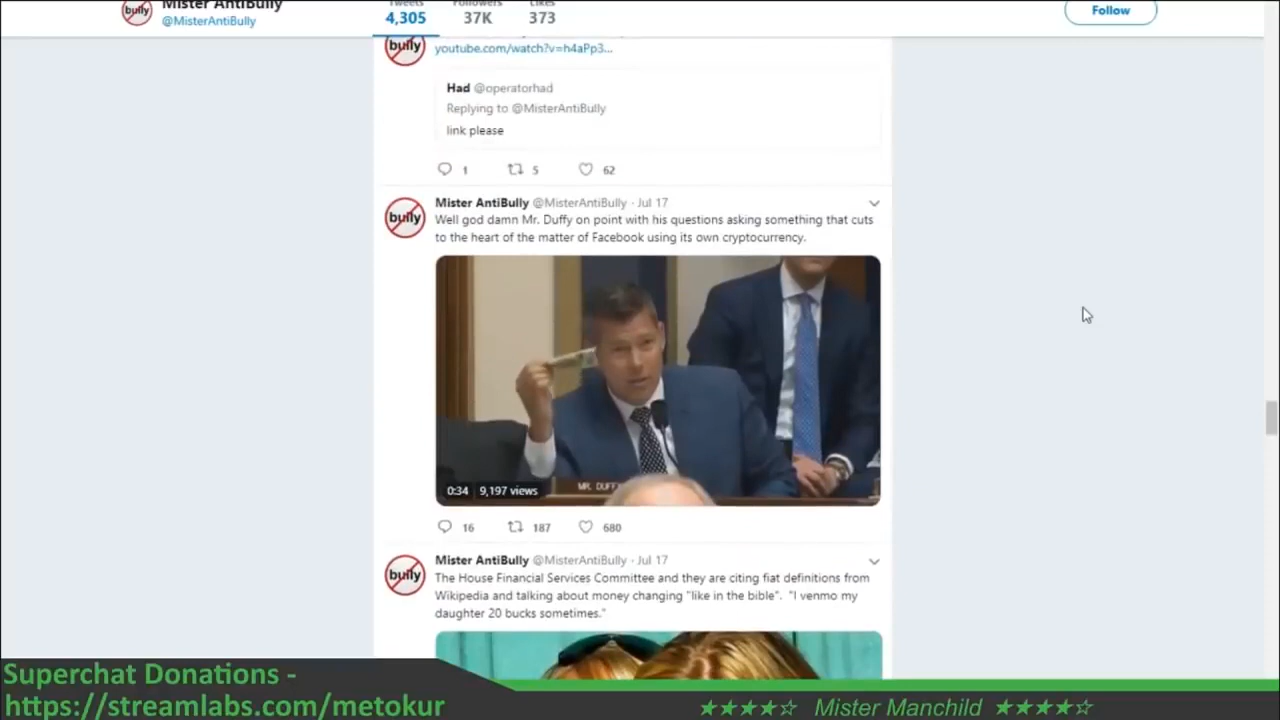 bully
Mister AntiBully
@MisterAntiBully
Tweets
4,305
Followers
37K
Likes
373
Follow
bully
youtube.com/watch?v=h4aPp3...
Had @operatorhad
Replying to @MisterAntiBully
link please
1 5 62
bully
Mister AntiBully @MisterAntiBully · Jul 17
Well god damn Mr. Duffy on point with his questions asking something that cuts
to the heart of the matter of Facebook using its own cryptocurrency.
MR. DUFFY
0:34 9,197 views
16 187 680
bully
Mister AntiBully @MisterAntiBully · Jul 17
The House Financial Services Committee and they are citing fiat definitions from
Wikipedia and talking about money changing "like in the bible". "I venmo my
daughter 20 bucks sometimes."
Superchat Donations -
https://streamlabs.com/metokur
★★★★☆ Mister Manchild ★★★★☆